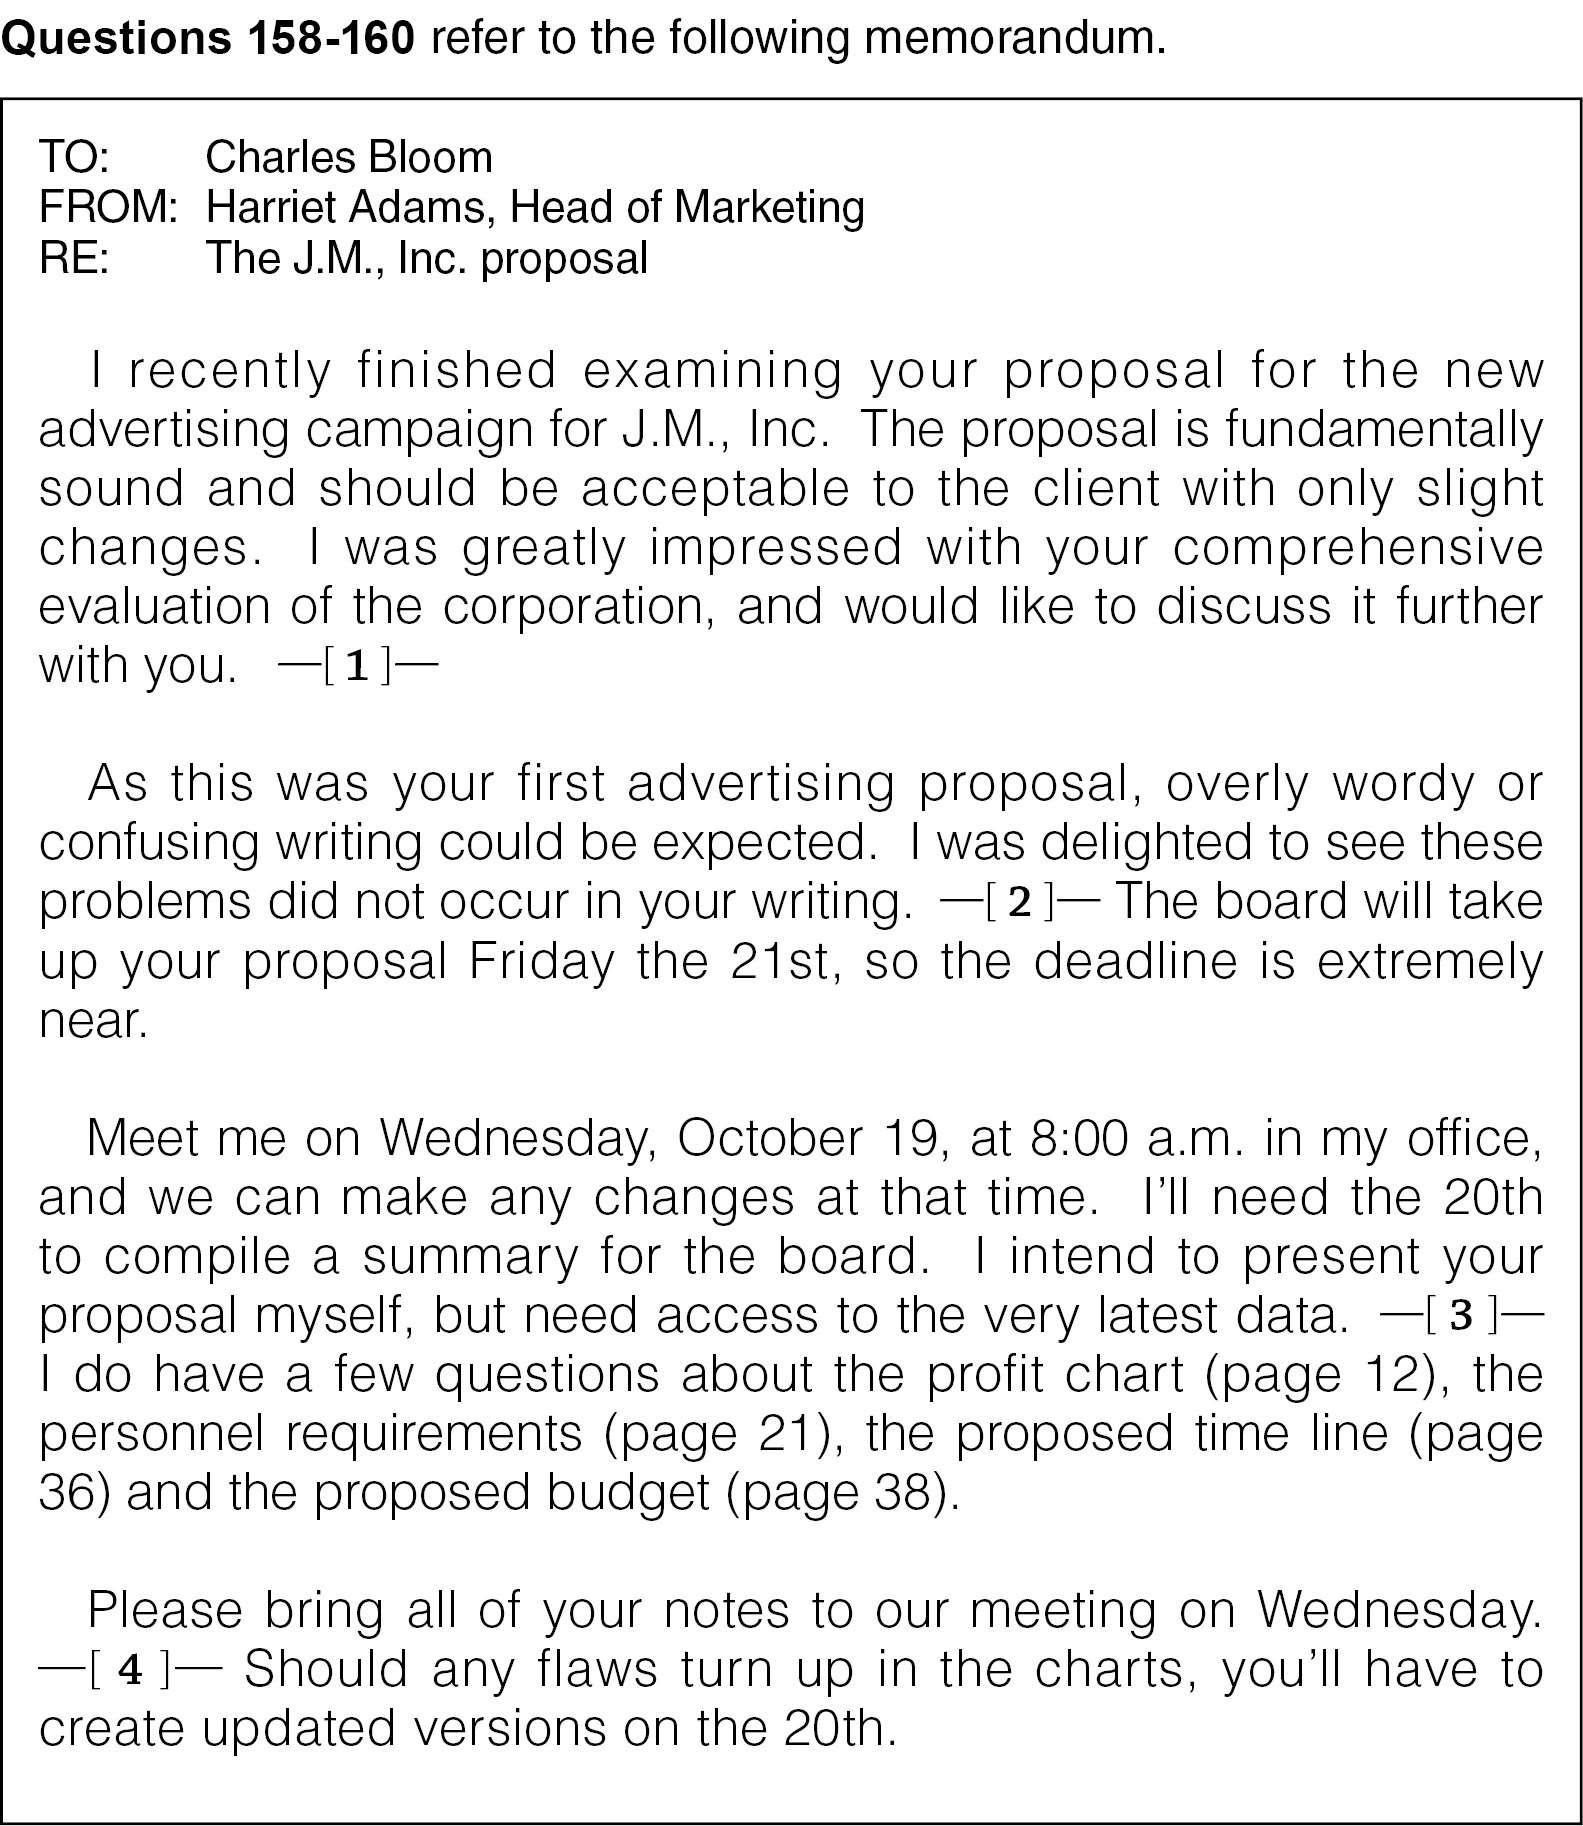 Questions 158-160 refer to the following memorandum.
TO: Charles Bloom
FROM: Harriet Adams, Head of Marketing
RE: The J.M., Inc. proposal
I recently finished examining your proposal for the new
advertising campaign for J.M., Inc. The proposal is fundamentally
sound and should be acceptable to the client with only slight
changes. I was greatly impressed with your comprehensive
evaluation of the corporation, and would like to discuss it further
with you. —[ 1 ]—
As this was your first advertising proposal, overly wordy or
confusing writing could be expected. I was delighted to see these
problems did not occur in your writing. —[ 2 ]— The board will take
up your proposal Friday the 21st, so the deadline is extremely
near.
Meet me on Wednesday, October 19, at 8:00 a.m. in my office,
and we can make any changes at that time. I’ll need the 20th
to compile a summary for the board. I intend to present your
proposal myself, but need access to the very latest data. —[ 3 ]—
I do have a few questions about the profit chart (page 12), the
personnel requirements (page 21), the proposed time line (page
36) and the proposed budget (page 38).
Please bring all of your notes to our meeting on Wednesday.
—[ 4 ]— Should any flaws turn up in the charts, you’ll have to
create updated versions on the 20th.